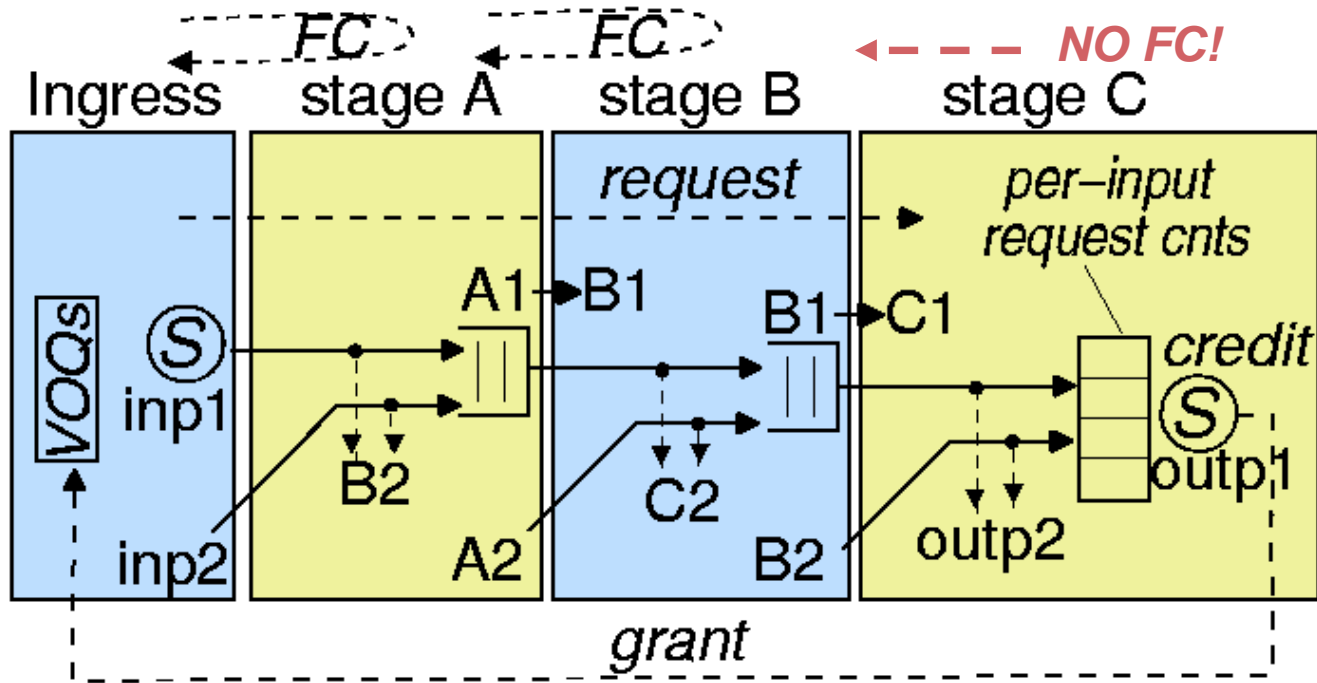 FC FC NO FC!
Ingress stage A stage B stage C
request
per–input
request cnts
A1 B1
B1 C1
VOQs
S
inp1
credit
S
outp1
B2
C2
outp2
inp2
A2
B2
grant